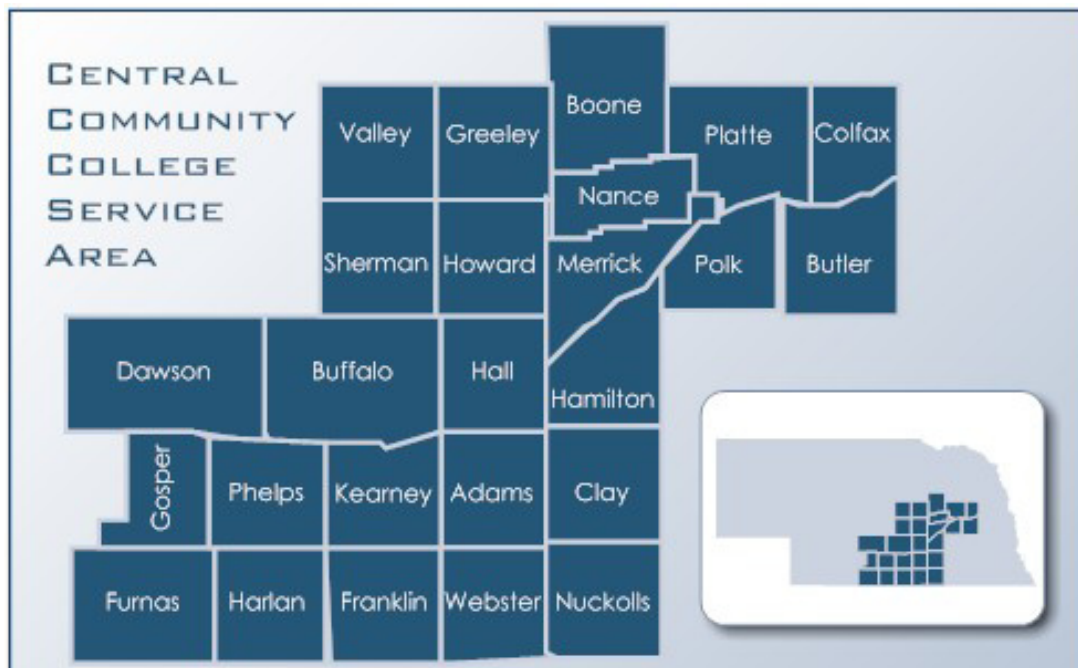 CENTRAL
COMMUNITY
COLLEGE
SERVICE
AREA
Boone
Valley
Greeley
Platte
Colfax
Nance
Sherman
Howard
Merrick
Polk
Butler
Dawson
Buffalo
Hall
Hamilton
Gosper
Phelps
Kearney
Adams
Clay
Furnas
Harlan
Franklin
Webster
Nuckolls